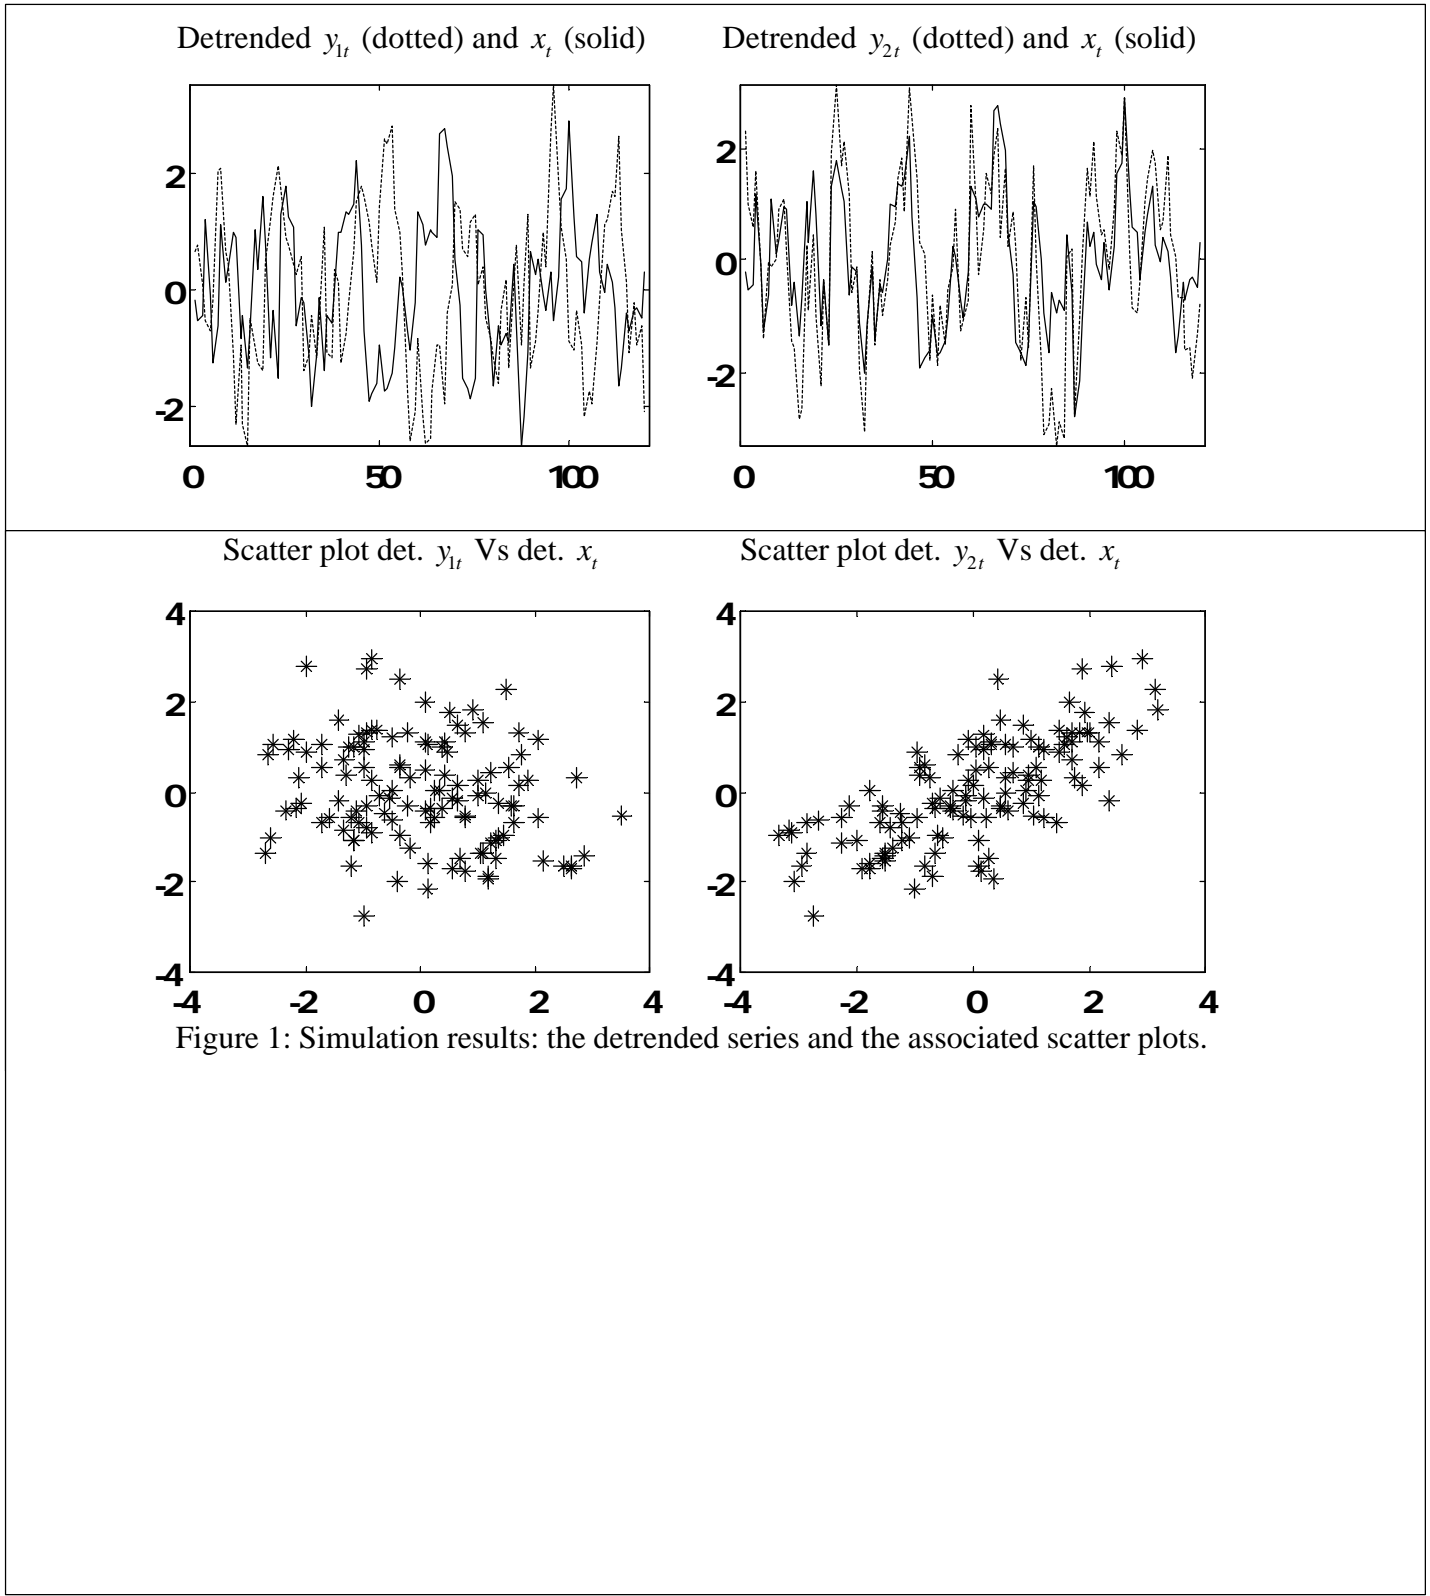 Detrended y1t (dotted) and xt (solid)
Detrended y2t (dotted) and xt (solid)
2
0
-2
0 50 100
2
0
-2
0 50 100
Scatter plot det. y1t Vs det. xt
Scatter plot det. y2t Vs det. xt
4
2
0
-2
-4
-4 -2 0 2 4
4
2
0
-2
-4
-4 -2 0 2 4
Figure 1: Simulation results: the detrended series and the associated scatter plots.